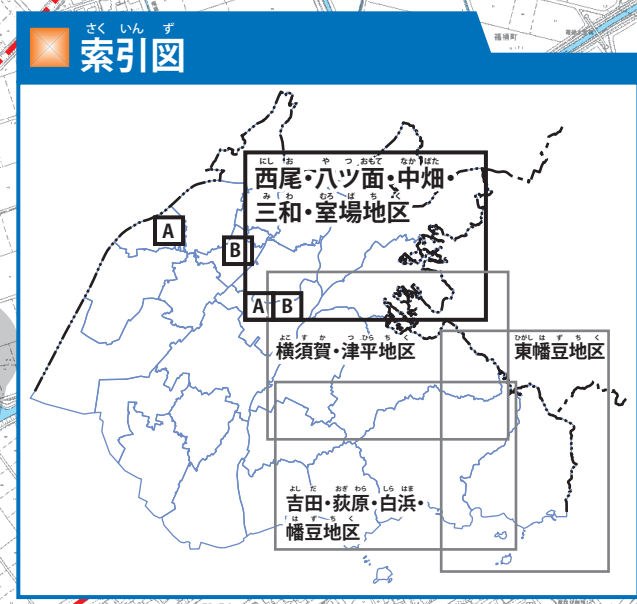 さくいんず
索引図
福地町
にしお やつおもて なかばた
西尾・八ツ面・中畑・
みわ むろばちく
三和・室場地区
A
B
A B
よこすか つひらちく
横須賀・津平地区
ひがしはずちく
東幡豆地区
よしだ おぎわら しらはま
吉田・荻原・白浜・
はずちく
幡豆地区